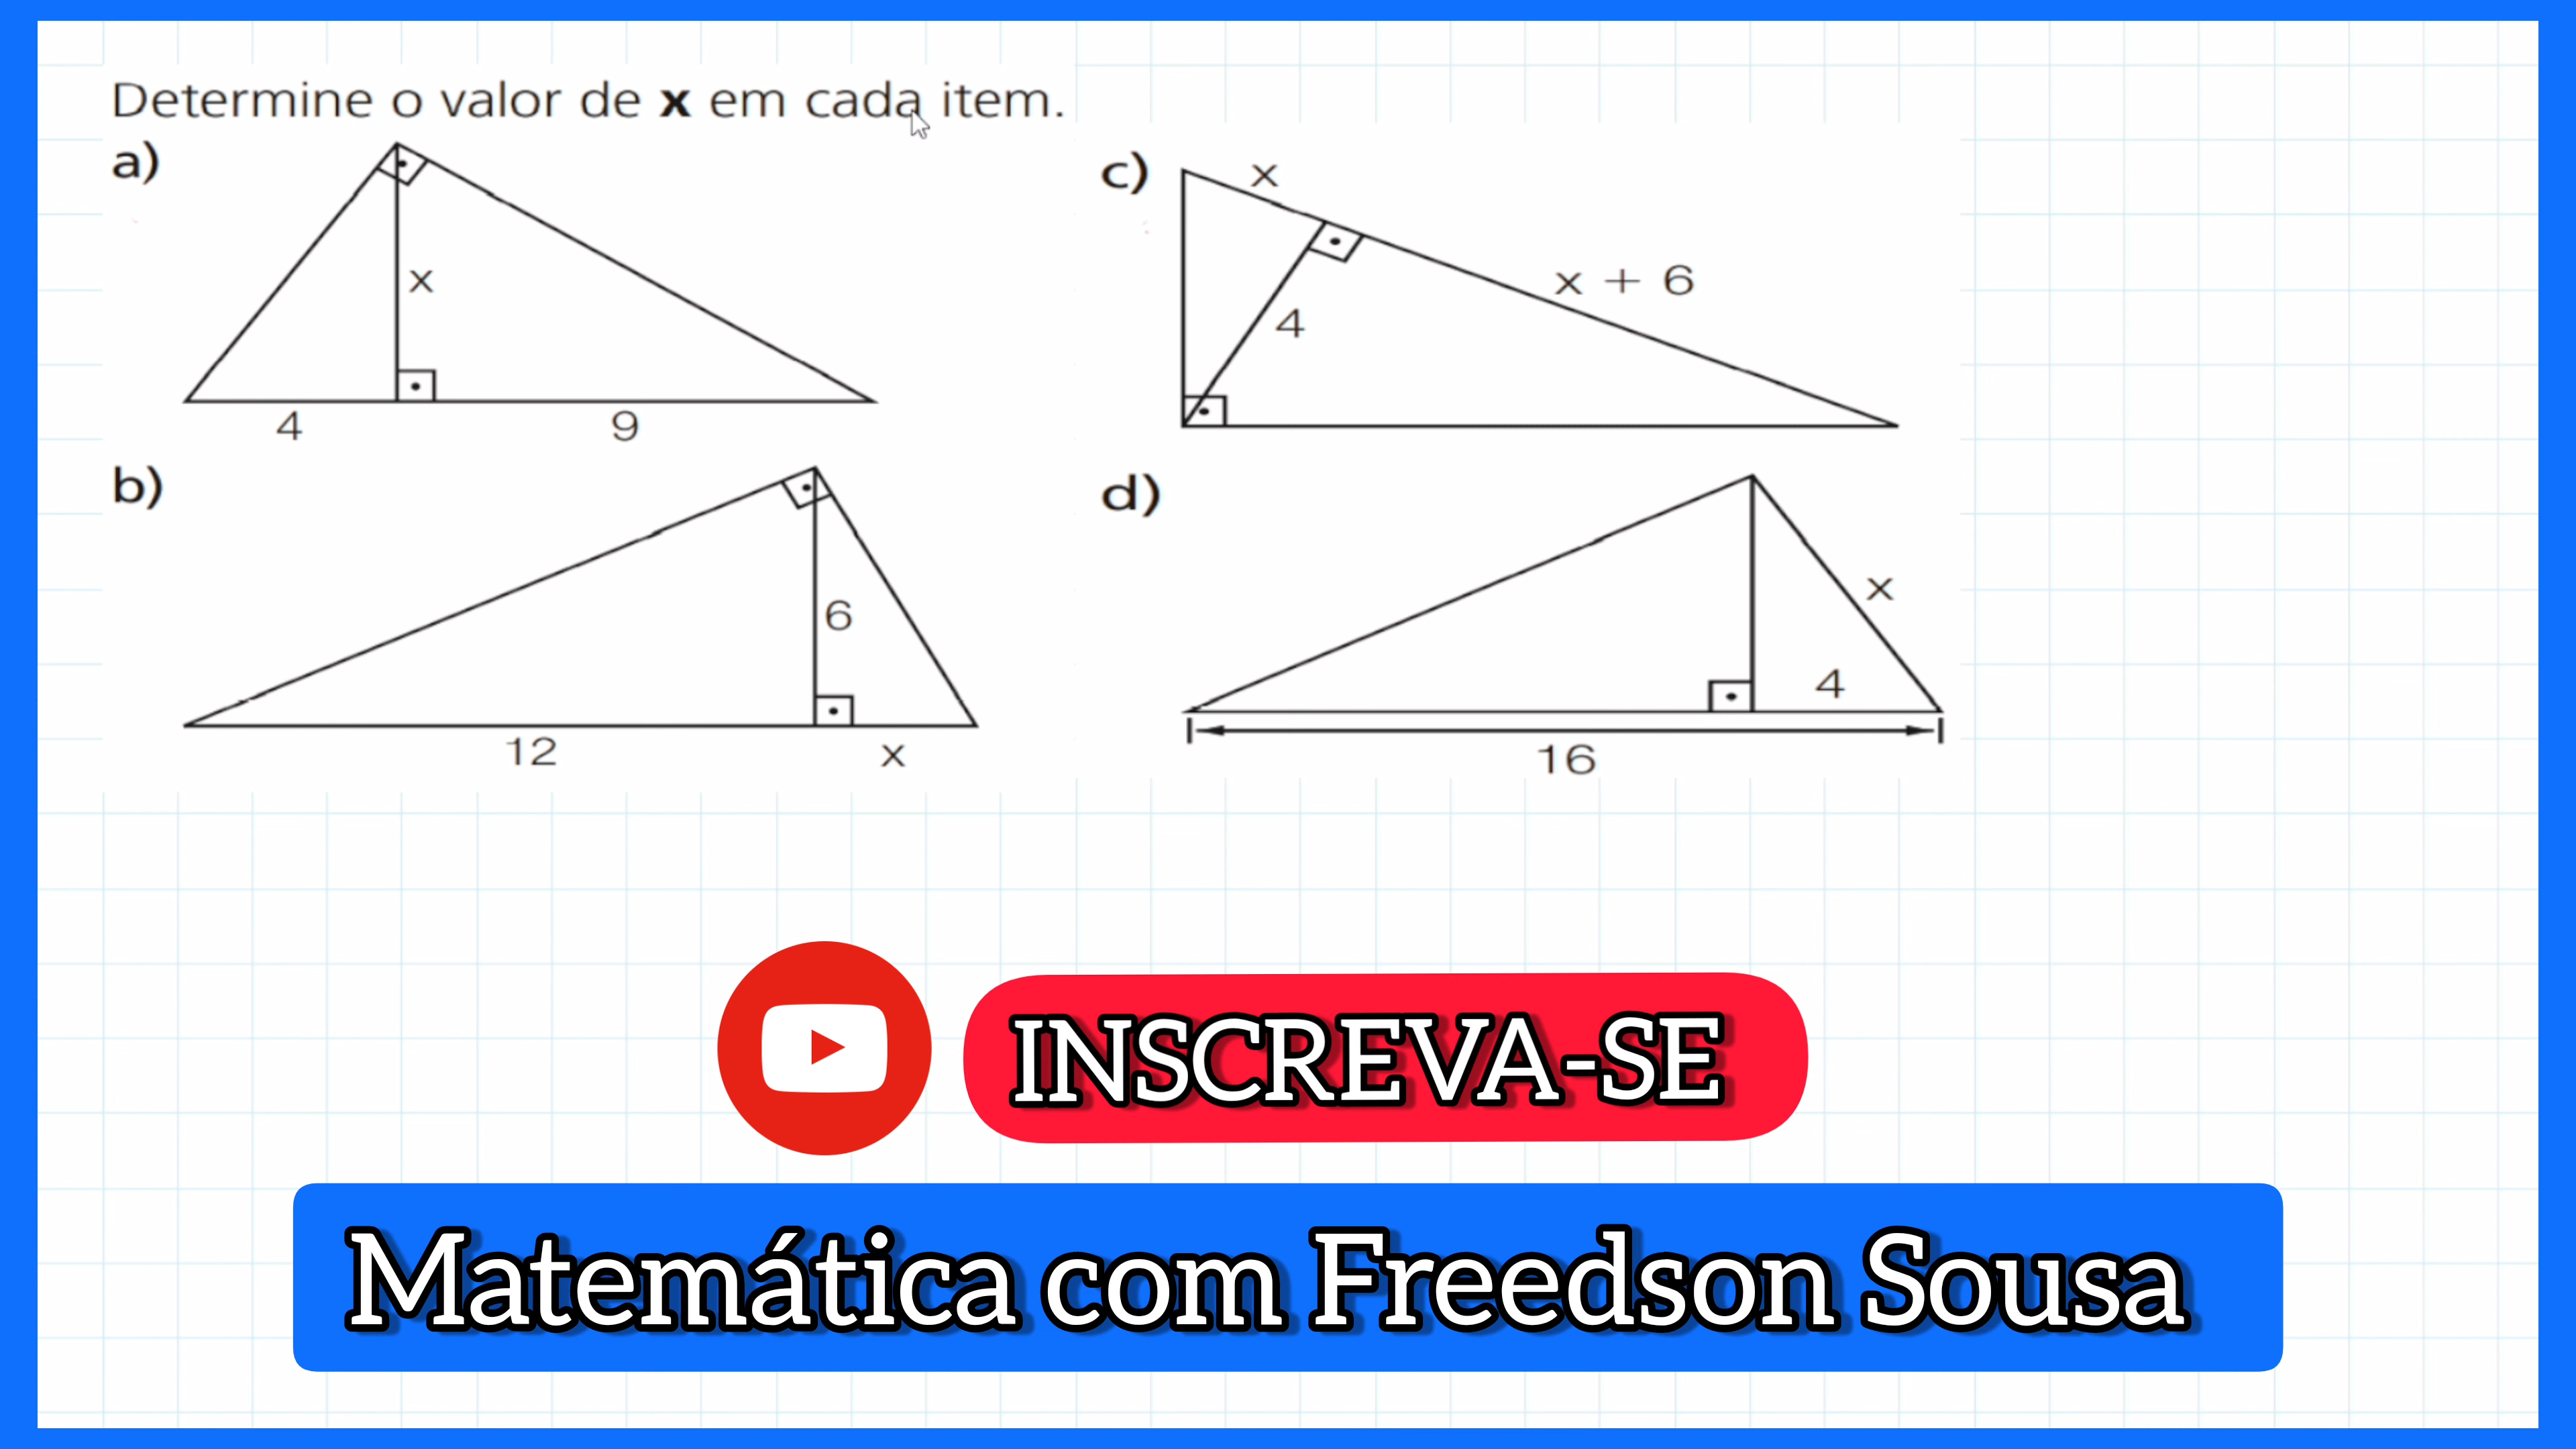 Determine o valor de x em cada item.
a)
x
4
9
b)
6
12
x
c)
x
x + 6
4
d)
x
4
16
INSCREVA-SE
Matemática com Freedson Sousa